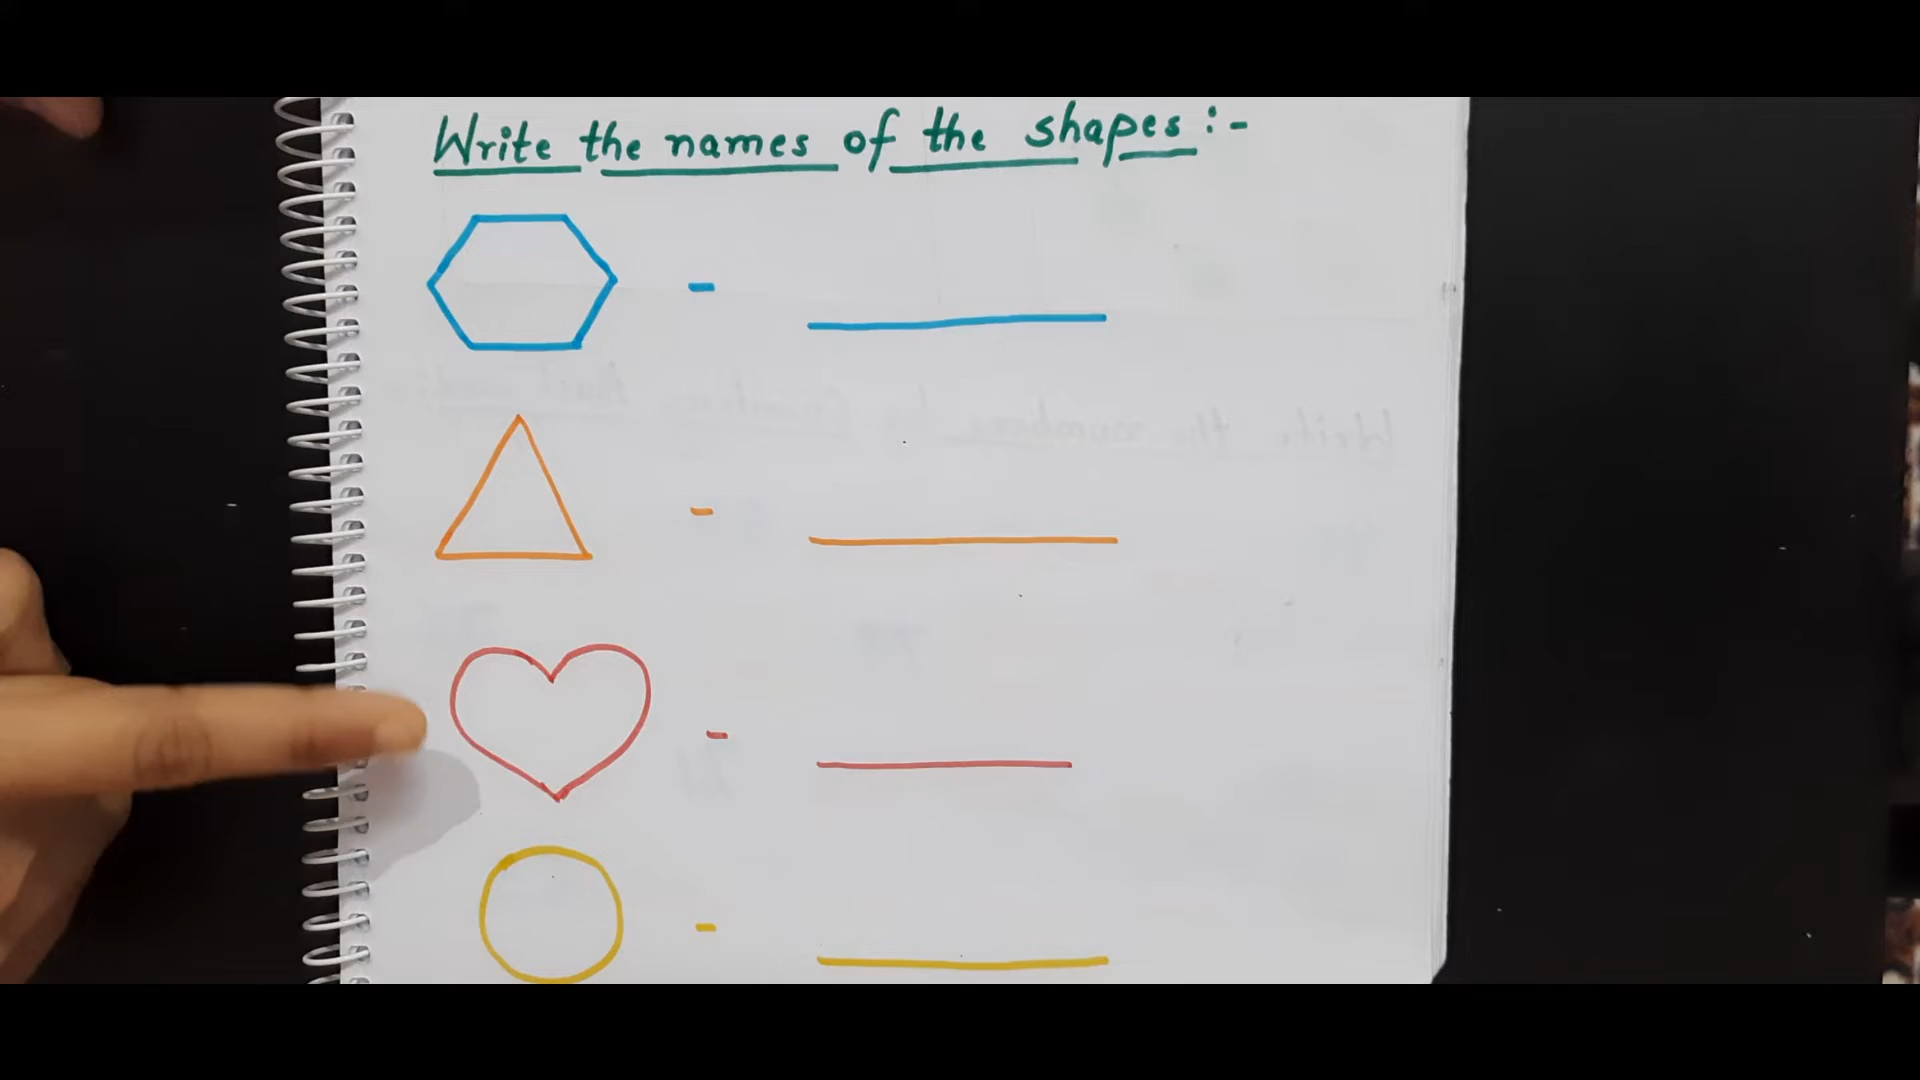 Write the names of the shapes :-
-
-
-
-